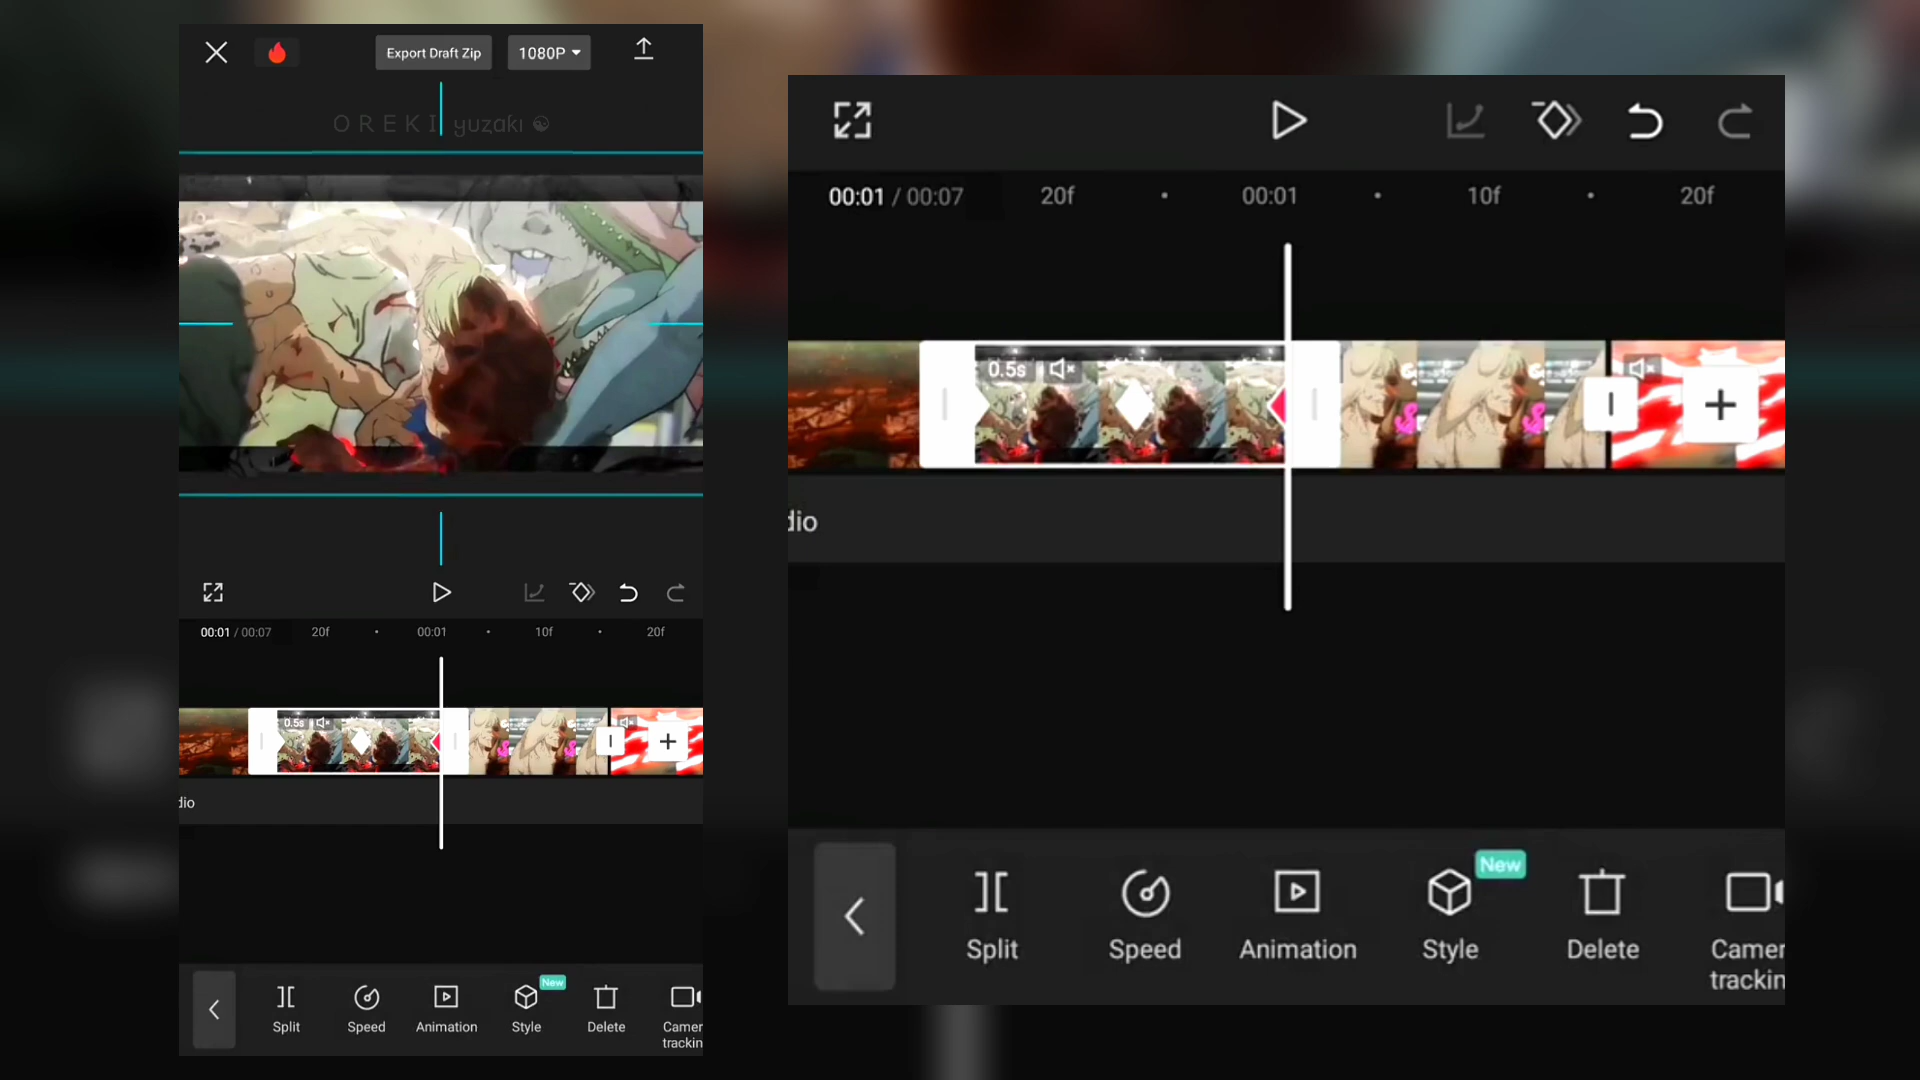 Export Draft Zip
1080P
O R E K I yuzaki
00:01 / 00:07 20f 00:01 10f 20f
0.5s
dio
Split Speed Animation Style New Delete Camer
trackin
00:01 / 00:07 20f 00:01 10f 20f
0.5s
dio
New
Split Speed Animation Style Delete Camer
trackin